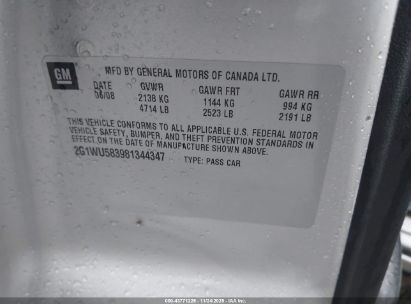 GM
MFD BY GENERAL MOTORS OF CANADA LTD.
DATE GVWR GAWR FRT GAWR RR
06/08 2138 KG 1144 KG 994 KG
4714 LB 2523 LB 2191 LB
THIS VEHICLE CONFORMS TO ALL APPLICABLE U.S. FEDERAL MOTOR
VEHICLE SAFETY, BUMPER, AND THEFT PREVENTION STANDARDS IN
EFFECT ON THE DATE OF MANUFACTURE SHOWN ABOVE.
2G1WU583981344347 TYPE: PASS CAR